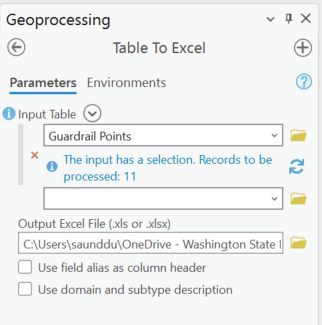 Geoprocessing
Table To Excel
Parameters Environments
Input Table
Guardrail Points
The input has a selection. Records to be
processed: 11
Output Excel File (.xls or .xlsx)
C:\Users\saunddu\OneDrive - Washington State
Use field alias as column header
Use domain and subtype description